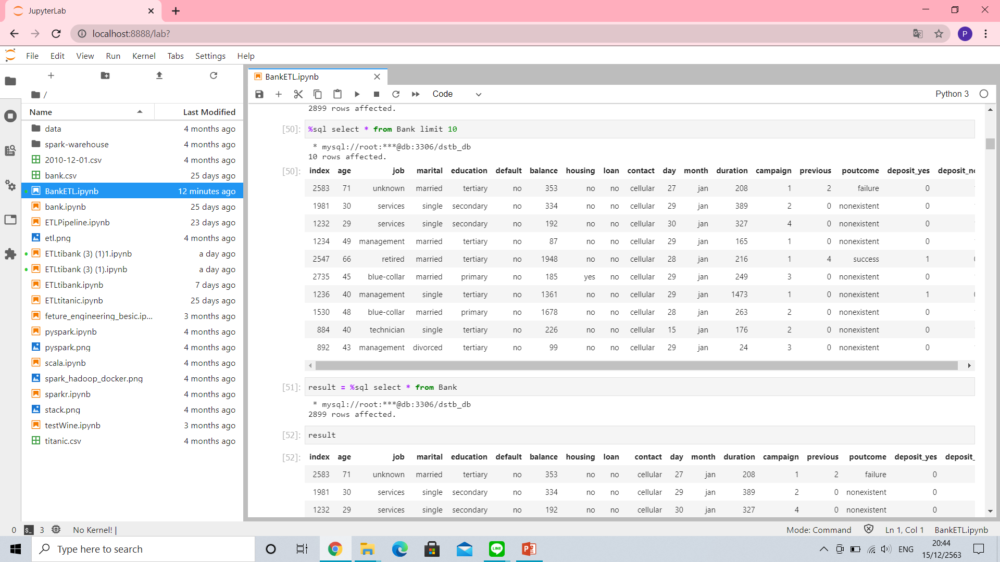 JupyterLab
localhost:8888/lab?
P
File Edit View Run Kernel Tabs Settings Help
/
Name Last Modified
data 4 months ago
spark-warehouse 4 months ago
2010-12-01.csv 4 months ago
bank.csv 25 days ago
BankETL.ipynb 12 minutes ago
bank.ipynb 25 days ago
ETLPipeline.ipynb 23 days ago
etl.png 4 months ago
ETLtibank (3) (1)1.ipynb a day ago
ETLtibank (3) (1).ipynb a day ago
ETLtibank.ipynb 7 days ago
ETLtitanic.ipynb 25 days ago
feture_engineering_besic.ip... 3 months ago
pyspark.ipynb 4 months ago
pyspark.png 4 months ago
scala.ipynb 4 months ago
spark_hadoop_docker.png 4 months ago
sparkr.ipynb 4 months ago
stack.png 4 months ago
testWine.ipynb 3 months ago
titanic.csv 4 months ago
BankETL.ipynb
Code Python 3
2899 rows affected.
[50]: %sql select * from Bank limit 10
* mysql://root:***@db:3306/dstb_db
10 rows affected.
[50]: index age job marital education default balance housing loan contact day month duration campaign previous poutcome deposit_yes deposit_no
2583 71 unknown married tertiary no 353 no no cellular 27 jan 208 1 2 failure 0
1981 30 services single secondary no 334 no no cellular 29 jan 389 2 0 nonexistent 0
1232 29 services single secondary no 192 no no cellular 30 jan 327 4 0 nonexistent 0
1234 49 management married tertiary no 87 no no cellular 29 jan 165 1 0 nonexistent 0
2547 66 retired married tertiary no 1948 no no cellular 28 jan 216 1 4 success 1
2735 45 blue-collar married primary no 185 yes no cellular 29 jan 249 3 0 nonexistent 0
1236 40 management single tertiary no 1361 no no cellular 29 jan 1473 1 0 nonexistent 1
1530 48 blue-collar married primary no 1678 no no cellular 28 jan 263 2 0 nonexistent 0
884 40 technician single tertiary no 226 no no cellular 15 jan 176 2 0 nonexistent 0
892 43 management divorced tertiary no 99 no no cellular 29 jan 24 3 0 nonexistent 0
[51]: result = %sql select * from Bank
* mysql://root:***@db:3306/dstb_db
2899 rows affected.
[52]: result
[52]: index age job marital education default balance housing loan contact day month duration campaign previous poutcome deposit_yes deposit_
2583 71 unknown married tertiary no 353 no no cellular 27 jan 208 1 2 failure 0
1981 30 services single secondary no 334 no no cellular 29 jan 389 2 0 nonexistent 0
1232 29 services single secondary no 192 no no cellular 30 jan 327 4 0 nonexistent 0
0 $_ 3 No Kernel! | Mode: Command Ln 1, Col 1 BankETL.ipynb
Type here to search
LINE
ENG
20:44
15/12/2563